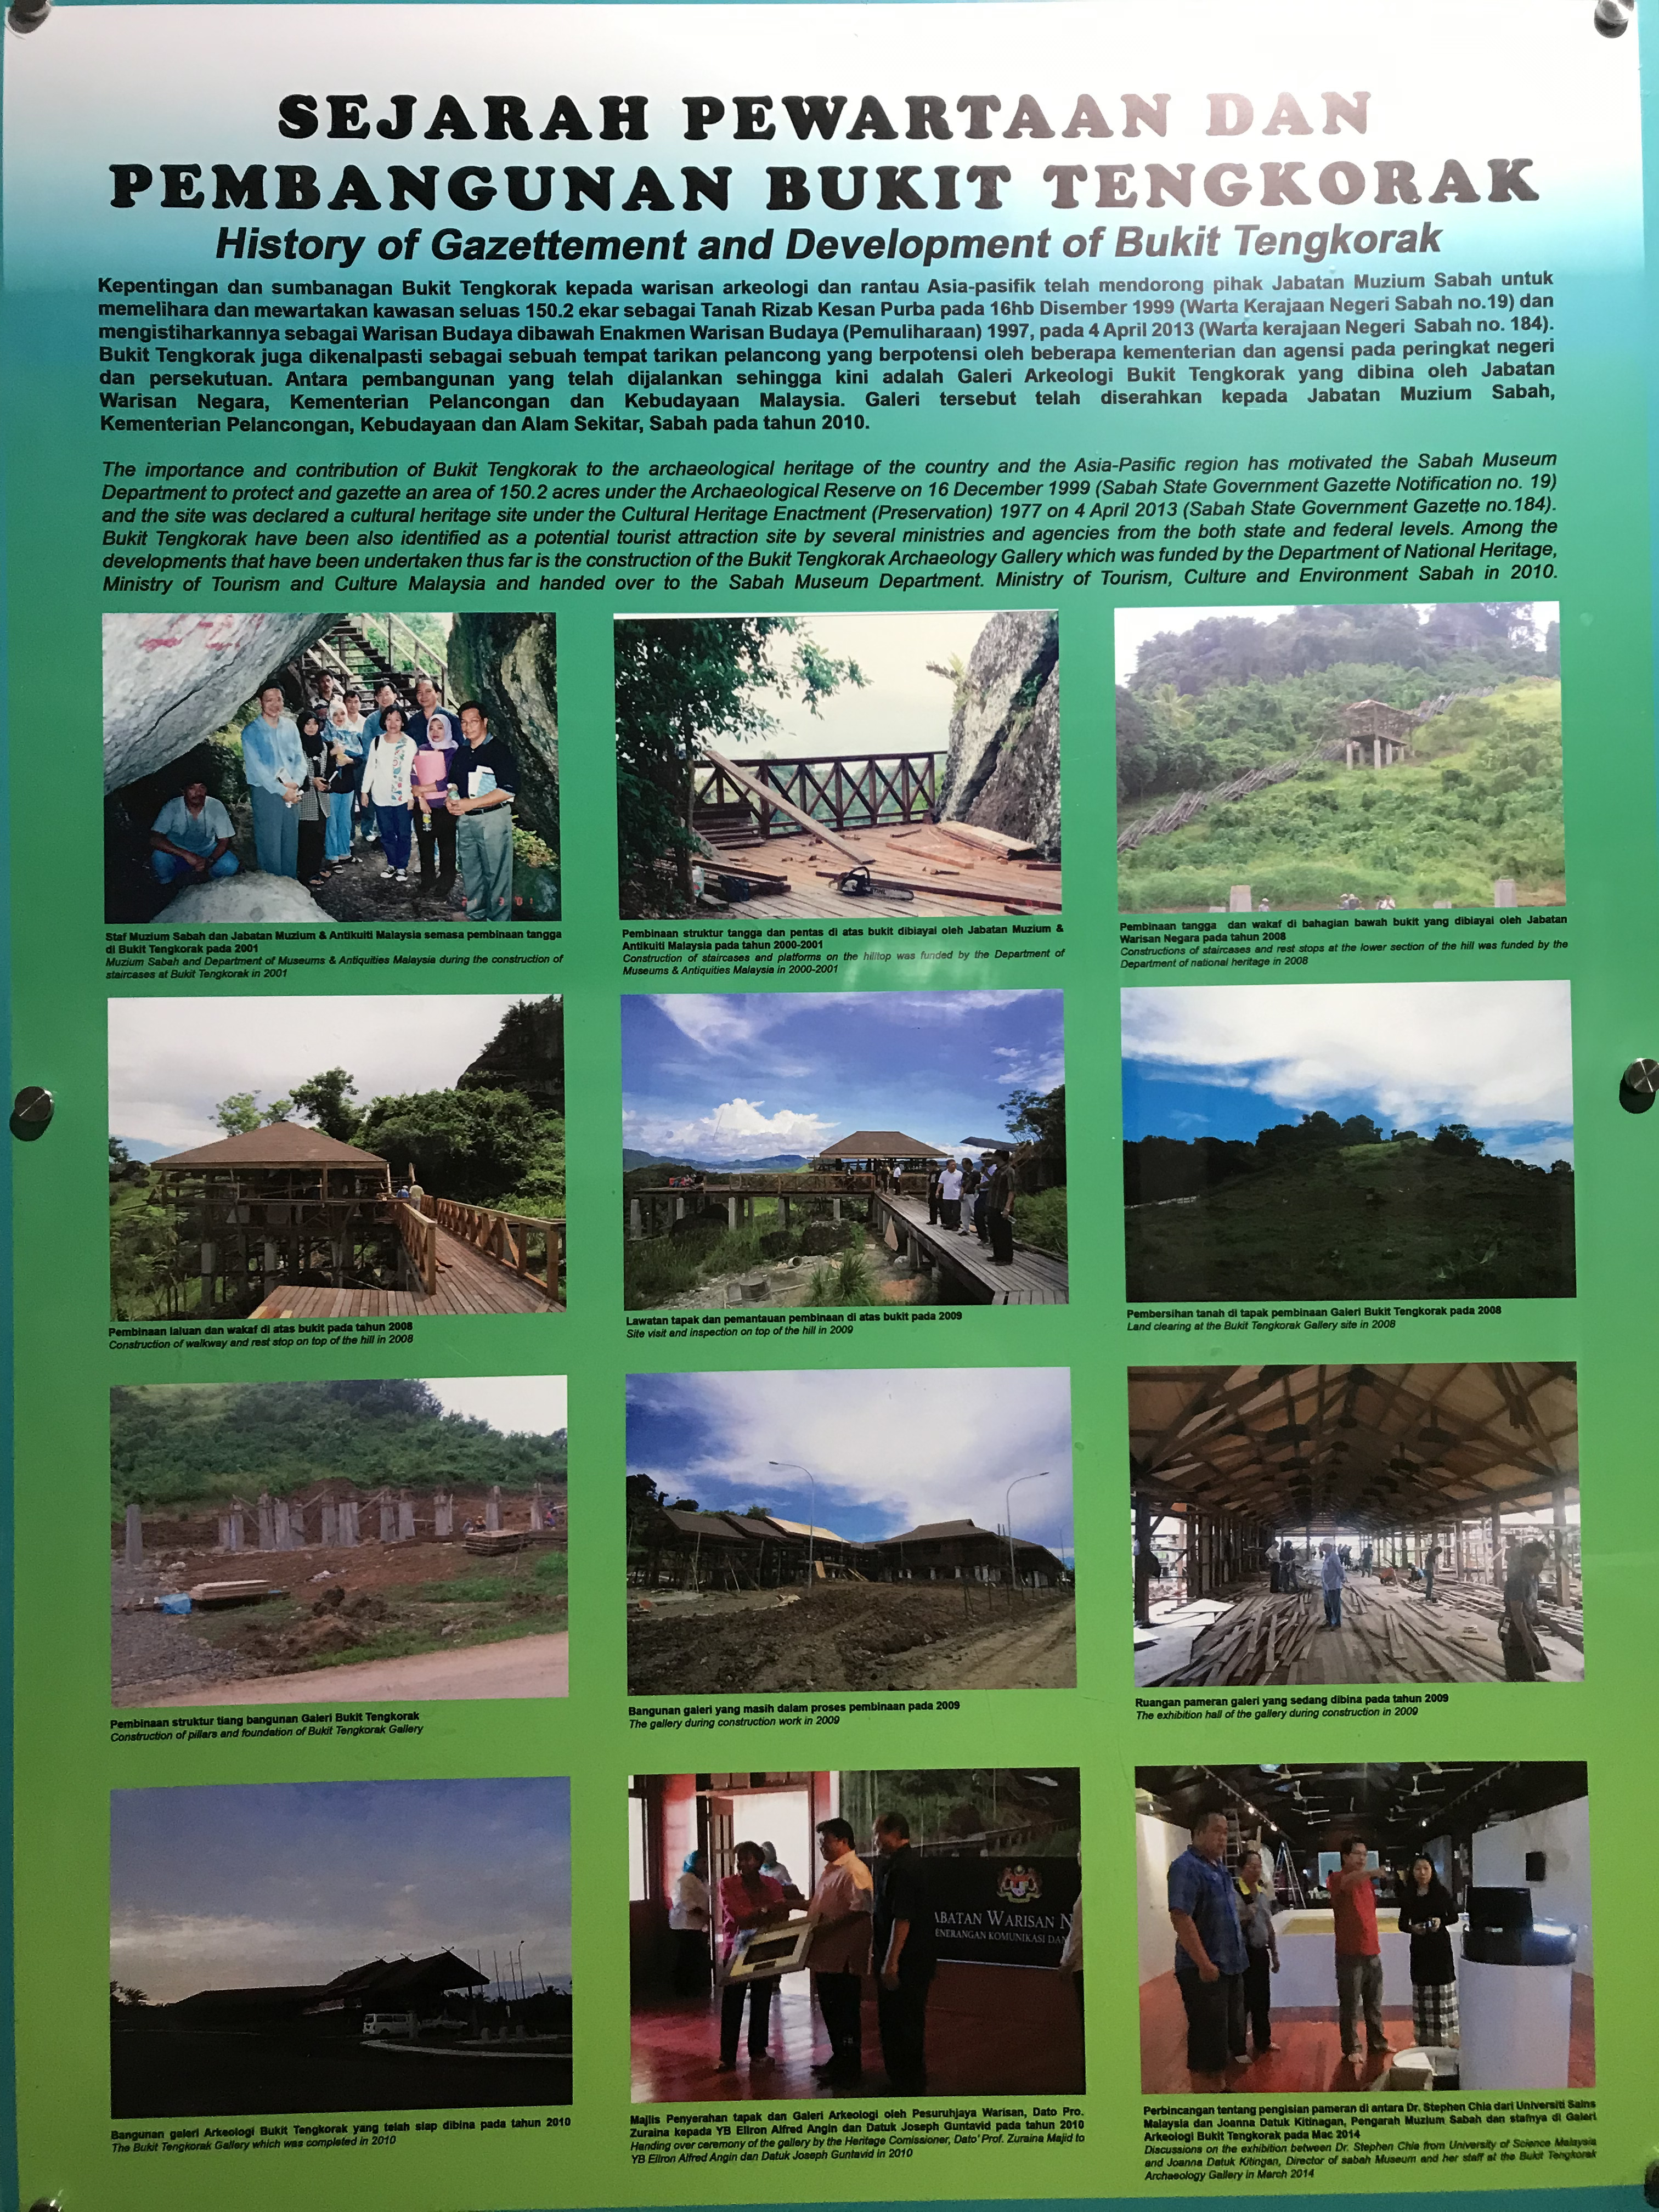 SEJARAH PEWARTAAN DAN
PEMBANGUNAN BUKIT TENGKORAK
History of Gazettement and Development of Bukit Tengkorak
Kepentingan dan sumbanagan Bukit Tengkorak kepada warisan arkeologi dan rantau Asia-pasifik telah mendorong pihak Jabatan Muzium Sabah untuk
memelihara dan mewartakan kawasan seluas 150.2 ekar sebagai Tanah Rizab Kesan Purba pada 16hb Disember 1999 (Warta Kerajaan Negeri Sabah no.19) dan
mengistiharkannya sebagai Warisan Budaya dibawah Enakmen Warisan Budaya (Pemuliharaan) 1997, pada 4 April 2013 (Warta kerajaan Negeri Sabah no. 184).
Bukit Tengkorak juga dikenalpasti sebagai sebuah tempat tarikan pelancong yang berpotensi oleh beberapa kementerian dan agensi pada peringkat negeri
dan persekutuan. Antara pembangunan yang telah dijalankan sehingga kini adalah Galeri Arkeologi Bukit Tengkorak yang dibina oleh Jabatan
Warisan Negara, Kementerian Pelancongan dan Kebudayaan Malaysia. Galeri tersebut telah diserahkan kepada Jabatan Muzium Sabah,
Kementerian Pelancongan, Kebudayaan dan Alam Sekitar, Sabah pada tahun 2010.
The importance and contribution of Bukit Tengkorak to the archaeological heritage of the country and the Asia-Pasific region has motivated the Sabah Museum
Department to protect and gazette an area of 150.2 acres under the Archaeological Reserve on 16 December 1999 (Sabah State Government Gazette Notification no. 19)
and the site was declared a cultural heritage site under the Cultural Heritage Enactment (Preservation) 1977 on 4 April 2013 (Sabah State Government Gazette no.184).
Bukit Tengkorak have been also identified as a potential tourist attraction site by several ministries and agencies from the both state and federal levels. Among the
developments that have been undertaken thus far is the construction of the Bukit Tengkorak Archaeology Gallery which was funded by the Department of National Heritage,
Ministry of Tourism and Culture Malaysia and handed over to the Sabah Museum Department. Ministry of Tourism, Culture and Environment Sabah in 2010.
Staf Muzium Sabah dan Jabatan Muzium & Antikuiti Malaysia semasa pembinaan tangga
di Bukit Tengkorak pada 2001
Muzium Sabah and Department of Museums & Antiquities Malaysia during the construction of
staircases at Bukit Tengkorak in 2001
Pembinaan struktur tangga dan pentas di atas bukit dibiayai oleh Jabatan Muzium &
Antikuiti Malaysia pada tahun 2000-2001
Construction of staircases and platforms on the hilltop was funded by the Department of
Museums & Antiquities Malaysia in 2000-2001
Pembinaan tangga dan wakaf di bahagian bawah bukit yang dibiayai oleh Jabatan
Warisan Negara pada tahun 2008
Constructions of staircases and rest stops at the lower section of the hill was funded by the
Department of national heritage in 2008
Pembinaan laluan dan wakaf di atas bukit pada tahun 2008
Construction of walkway and rest stop on top of the hill in 2008
Lawatan tapak dan pemantauan pembinaan di atas bukit pada 2009
Site visit and inspection on top of the hill in 2009
Pembersihan tanah di tapak pembinaan Galeri Bukit Tengkorak pada 2008
Land clearing at the Bukit Tengkorak Gallery site in 2008
Pembinaan struktur tiang bangunan Galeri Bukit Tengkorak
Construction of pillars and foundation of Bukit Tengkorak Gallery
Bangunan galeri yang masih dalam proses pembinaan pada 2009
The gallery during construction work in 2009
Ruangan pameran galeri yang sedang dibina pada tahun 2009
The exhibition hall of the gallery during construction in 2009
ABATAN WARISAN N
ENERANGAN KOMUNIKASI DAN
Bangunan galeri Arkeologi Bukit Tengkorak yang telah siap dibina pada tahun 2010
The Bukit Tengkorak Gallery which was completed in 2010
Majlis Penyerahan tapak dan Galeri Arkeologi oleh Pesuruhjaya Warisan, Dato Pro.
Zuraina kepada YB Ellron Alfred Angin dan Datuk Joseph Guntavid pada tahun 2010
Handing over ceremony of the gallery by the Heritage Comissioner, Dato' Prof. Zuraina Majid to
YB Ellron Alfred Angin dan Datuk Joseph Guntavid in 2010
Perbincangan tentang pengisian pameran di antara Dr. Stephen Chia dari Universiti Sains
Malaysia dan Joanna Datuk Kitinagan, Pengarah Muzium Sabah dan stafnya di Galeri
Arkeologi Bukit Tengkorak pada Mac 2014
Discussions on the exhibition between Dr. Stephen Chia from University of Science Malaysia
and Joanna Datuk Kitingan, Director of sabah Museum and her staff at the Bukit Tengkorak
Archaeology Gallery in March 2014